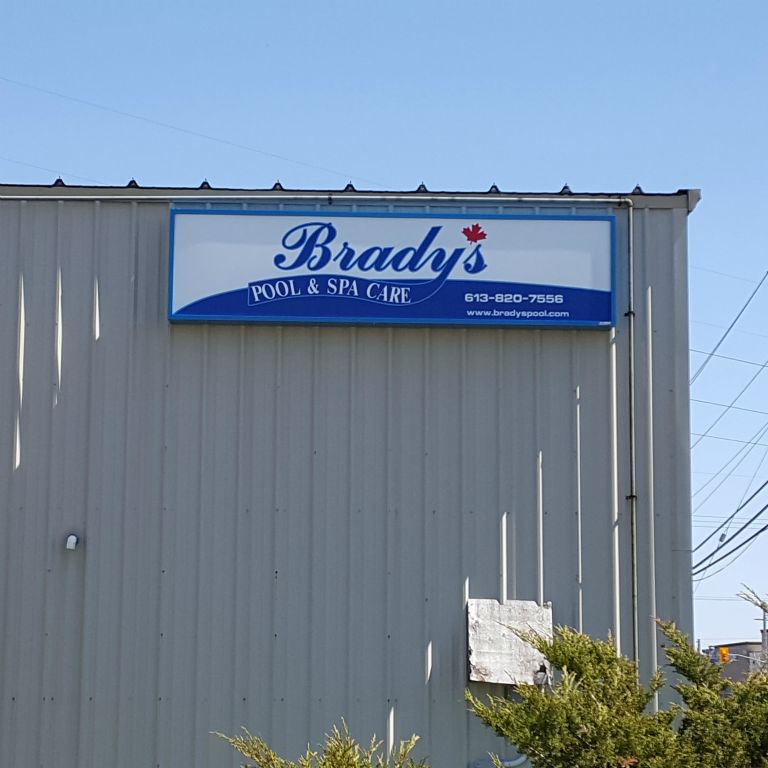 Brady's
POOL & SPA CARE
613-820-7556
www.bradyspool.com